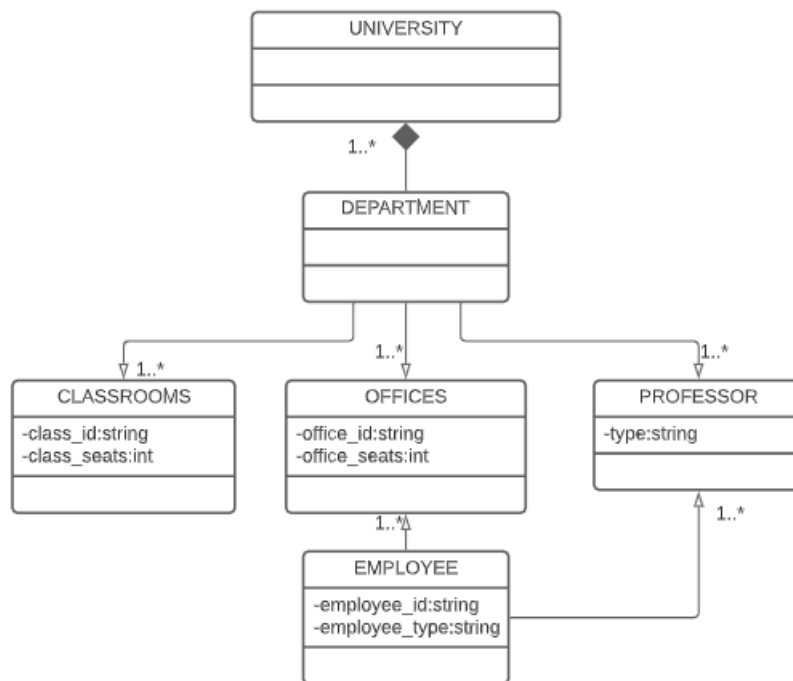 UNIVERSITY
1..*
DEPARTMENT
1..*
1..*
1..*
CLASSROOMS
-class_id:string
-class_seats:int
OFFICES
-office_id:string
-office_seats:int
PROFESSOR
-type:string
1..*
1..*
EMPLOYEE
-employee_id:string
-employee_type:string